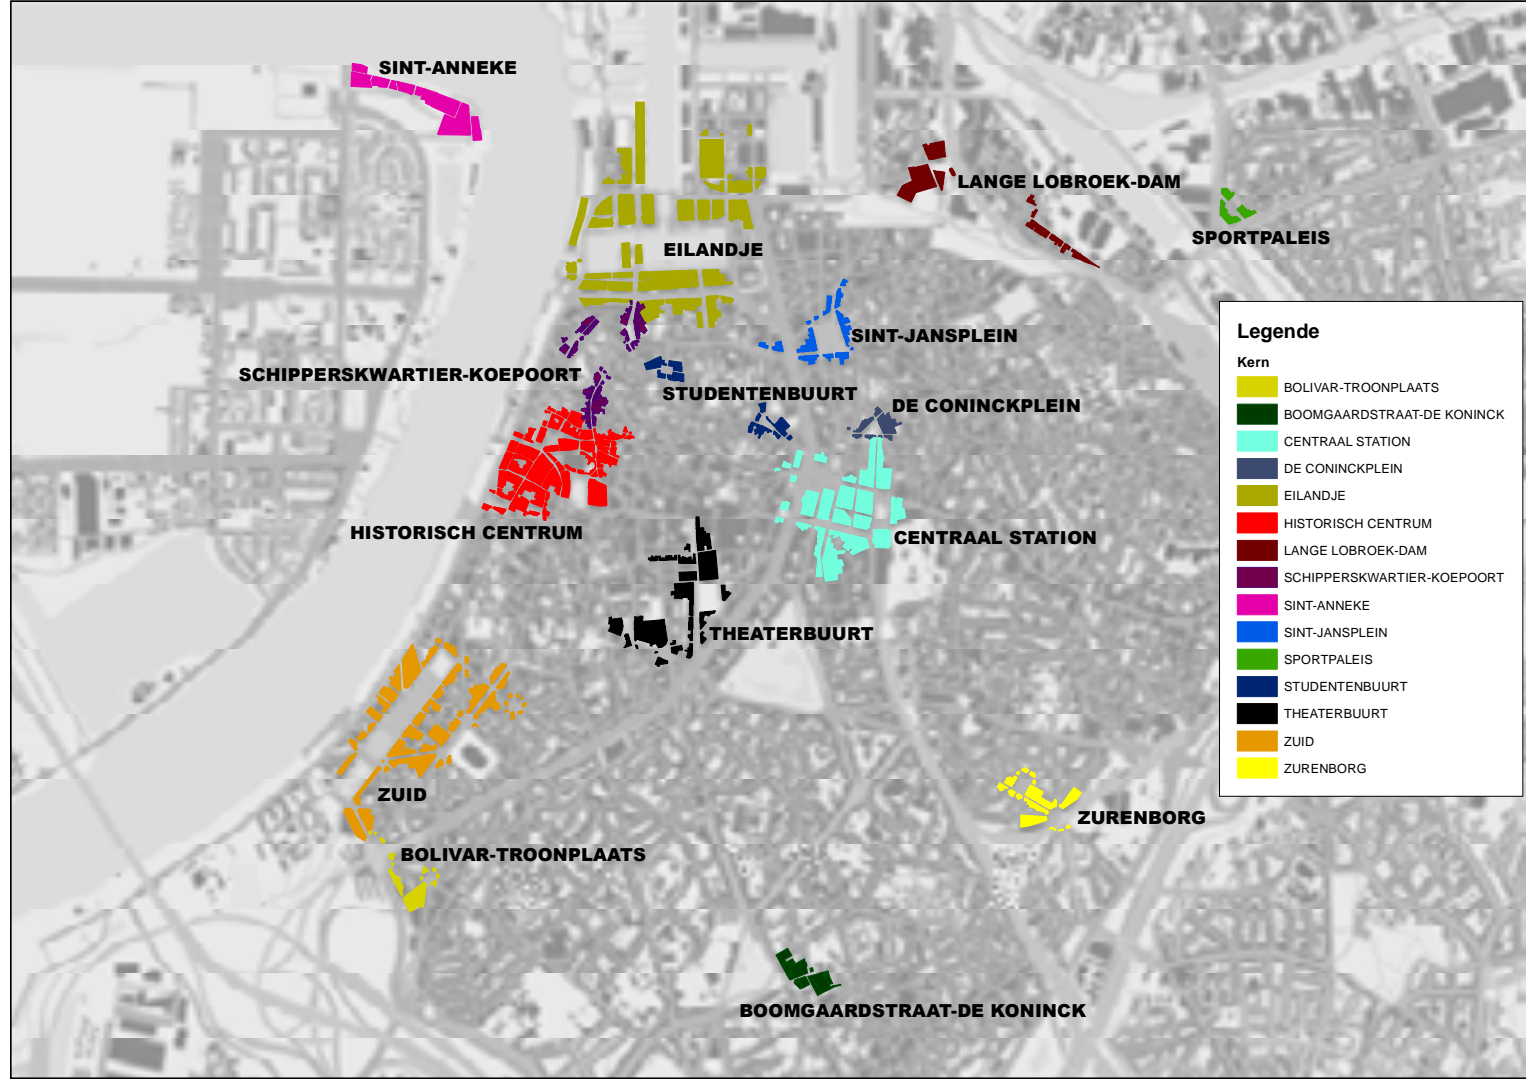 SINT-ANNEKE
LANGE LOBROEK-DAM
SPORTPALEIS
EILANDJE
SINT-JANSPLEIN
SCHIPPERSKWARTIER-KOEPOORT
STUDENTENBUURT
DE CONINCKPLEIN
HISTORISCH CENTRUM
CENTRAAL STATION
THEATERBUURT
ZUID
ZURENBORG
BOLIVAR-TROONPLAATS
BOOMGAARDSTRAAT-DE KONINCK
Legende
Kern
BOLIVAR-TROONPLAATS
BOOMGAARDSTRAAT-DE KONINCK
CENTRAAL STATION
DE CONINCKPLEIN
EILANDJE
HISTORISCH CENTRUM
LANGE LOBROEK-DAM
SCHIPPERSKWARTIER-KOEPOORT
SINT-ANNEKE
SINT-JANSPLEIN
SPORTPALEIS
STUDENTENBUURT
THEATERBUURT
ZUID
ZURENBORG